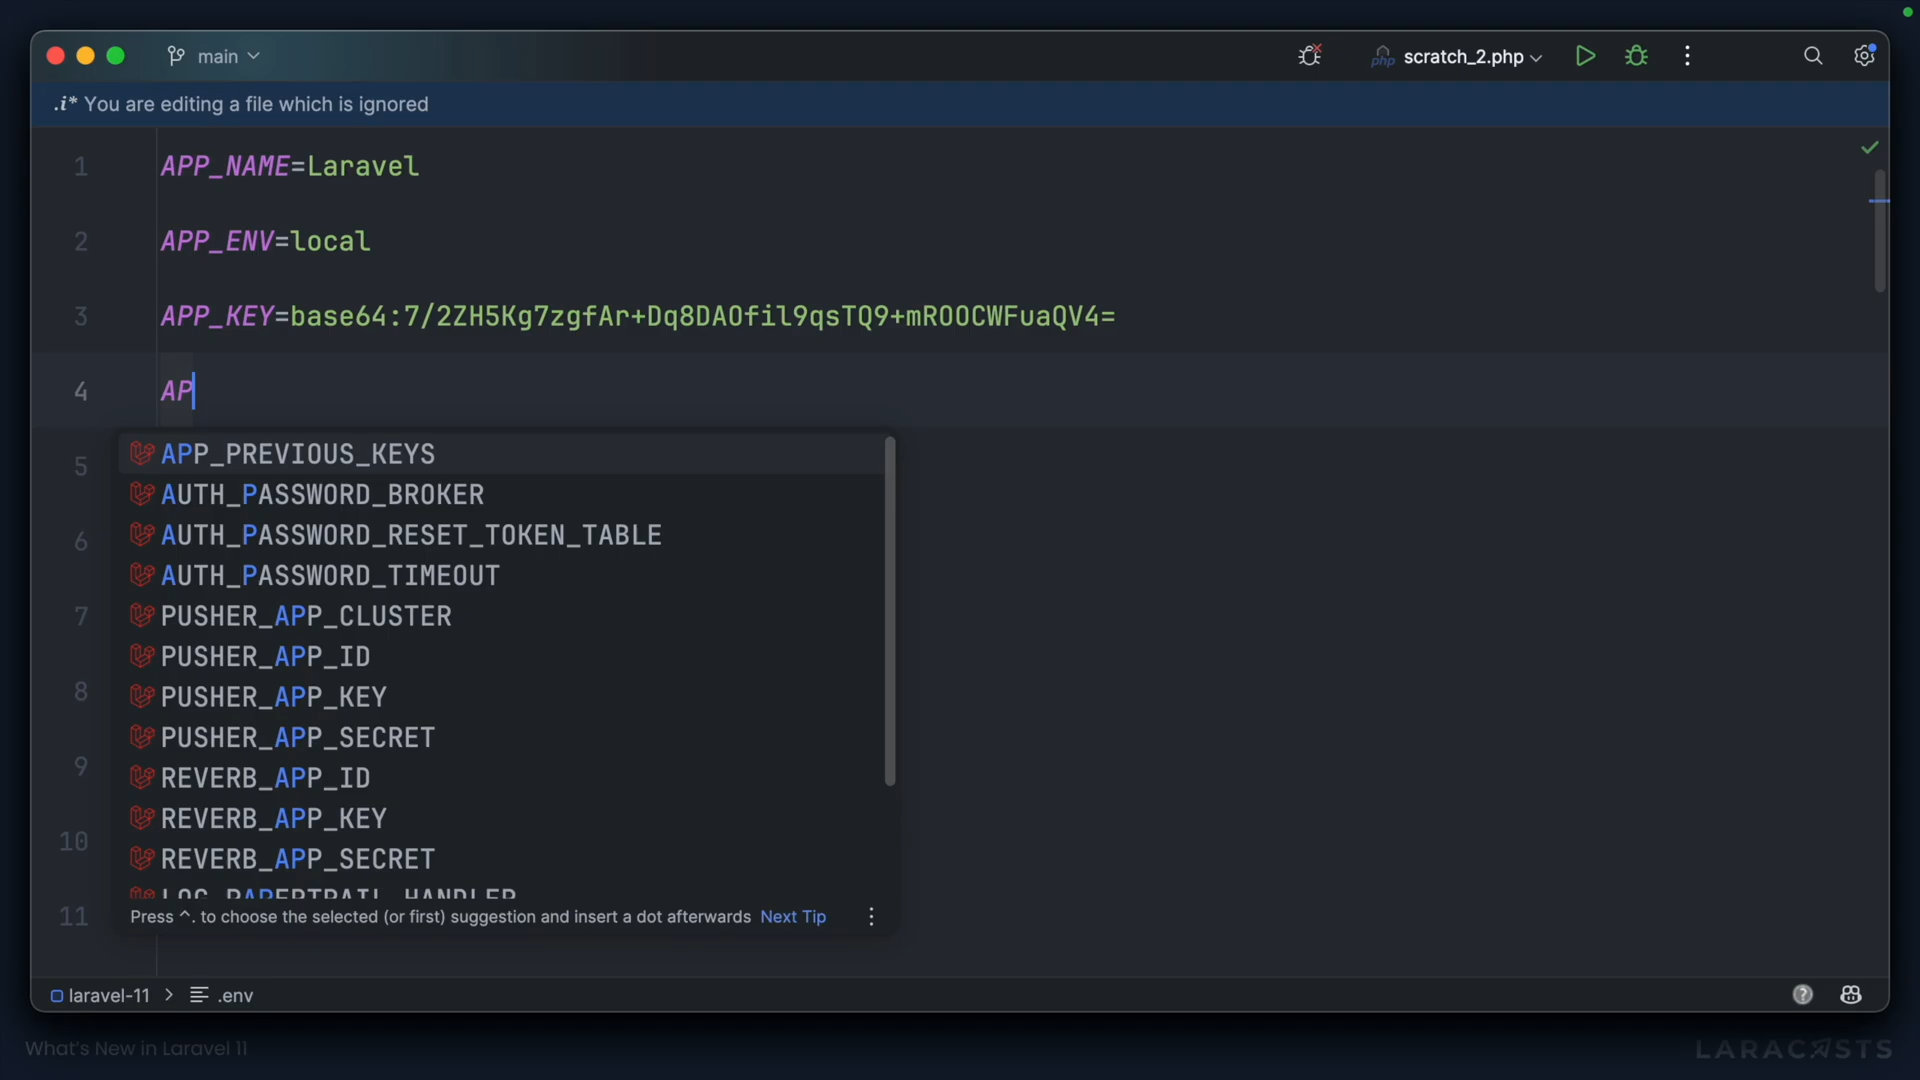 main
php scratch_2.php
.i* You are editing a file which is ignored
1 APP_NAME=Laravel
2 APP_ENV=local
3 APP_KEY=base64:7/2ZH5Kg7zgfAr+Dq8DAOfil9qsTQ9+mROOCWFuaQV4=
4 AP
APP_PREVIOUS_KEYS
5
AUTH_PASSWORD_BROKER
AUTH_PASSWORD_RESET_TOKEN_TABLE
6
AUTH_PASSWORD_TIMEOUT
7 PUSHER_APP_CLUSTER
PUSHER_APP_ID
8 PUSHER_APP_KEY
PUSHER_APP_SECRET
9 REVERB_APP_ID
REVERB_APP_KEY
10 REVERB_APP_SECRET
LOG_PAPERTRAIL_HANDLER
11 Press ^. to choose the selected (or first) suggestion and insert a dot afterwards Next Tip
laravel-11 > .env
What's New in Laravel 11
LARACASTS